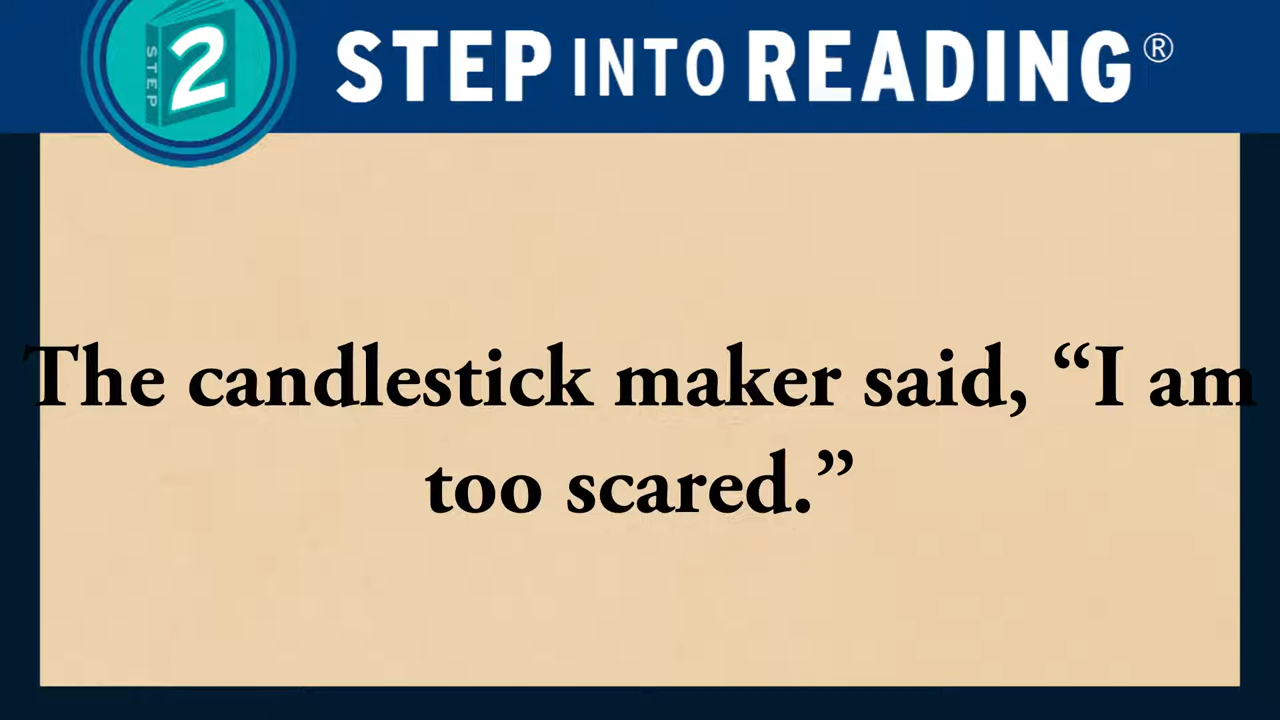 STEP 2
STEP INTO READING®
The candlestick maker said, “I am
too scared.”